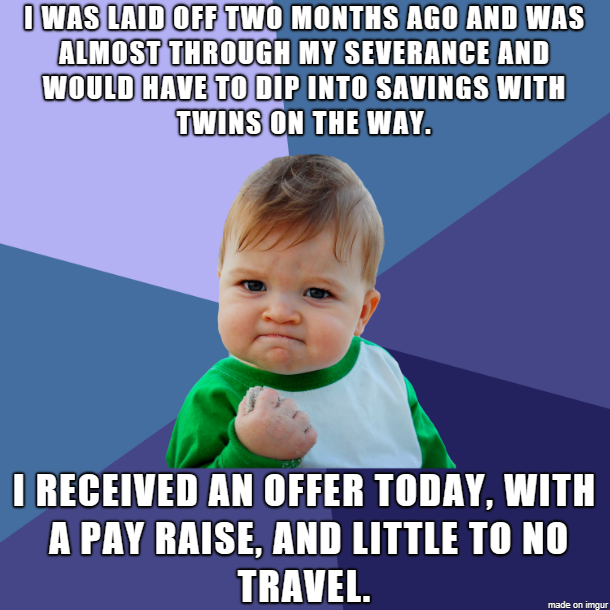 I WAS LAID OFF TWO MONTHS AGO AND WAS
ALMOST THROUGH MY SEVERANCE AND
WOULD HAVE TO DIP INTO SAVINGS WITH
TWINS ON THE WAY.
I RECEIVED AN OFFER TODAY, WITH
A PAY RAISE, AND LITTLE TO NO
TRAVEL.
made on imgur